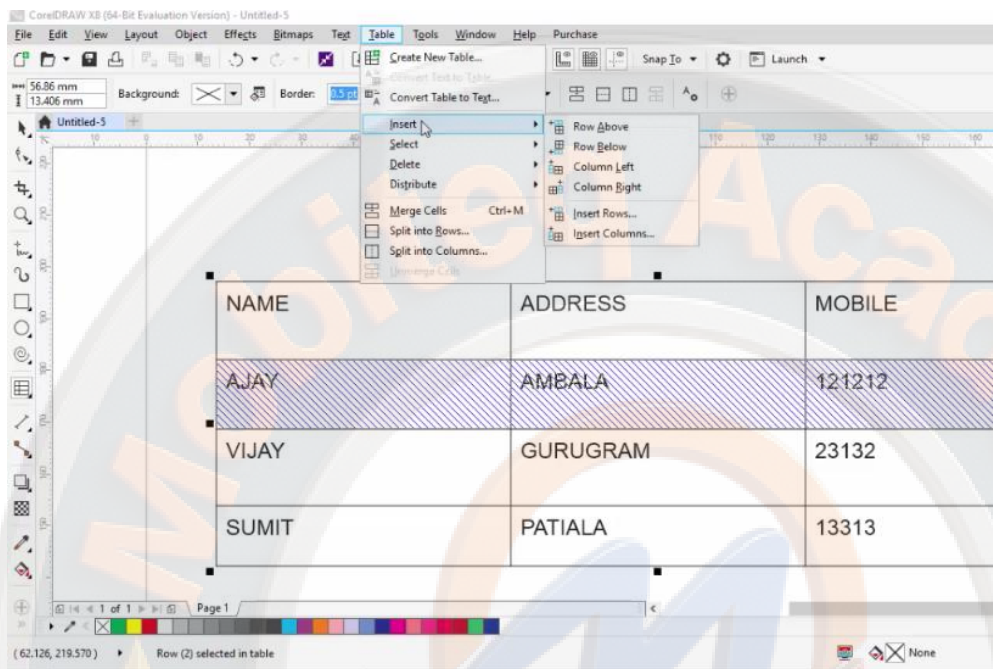 CorelDRAW X8 (64-Bit Evaluation Version) - Untitled-5
File Edit View Layout Object Effects Bitmaps Text Table Tools Window Help Purchase
Create New Table...
Snap To Launch
Convert Text to Table...
56.86 mm
13.406 mm
Background: Border: 0.5 pt
Convert Table to Text...
Untitled-5
Insert
Select
Delete
Distribute
Merge Cells Ctrl+M
Split into Rows...
Split into Columns...
Unmerge Cells
Row Above
Row Below
Column Left
Column Right
Insert Rows...
Insert Columns...
NAME ADDRESS MOBILE
AJAY AMBALA 121212
VIJAY GURUGRAM 23132
SUMIT PATIALA 13313
1 of 1 Page 1
( 62.126, 219.570 ) Row (2) selected in table None
Mobitech Acad